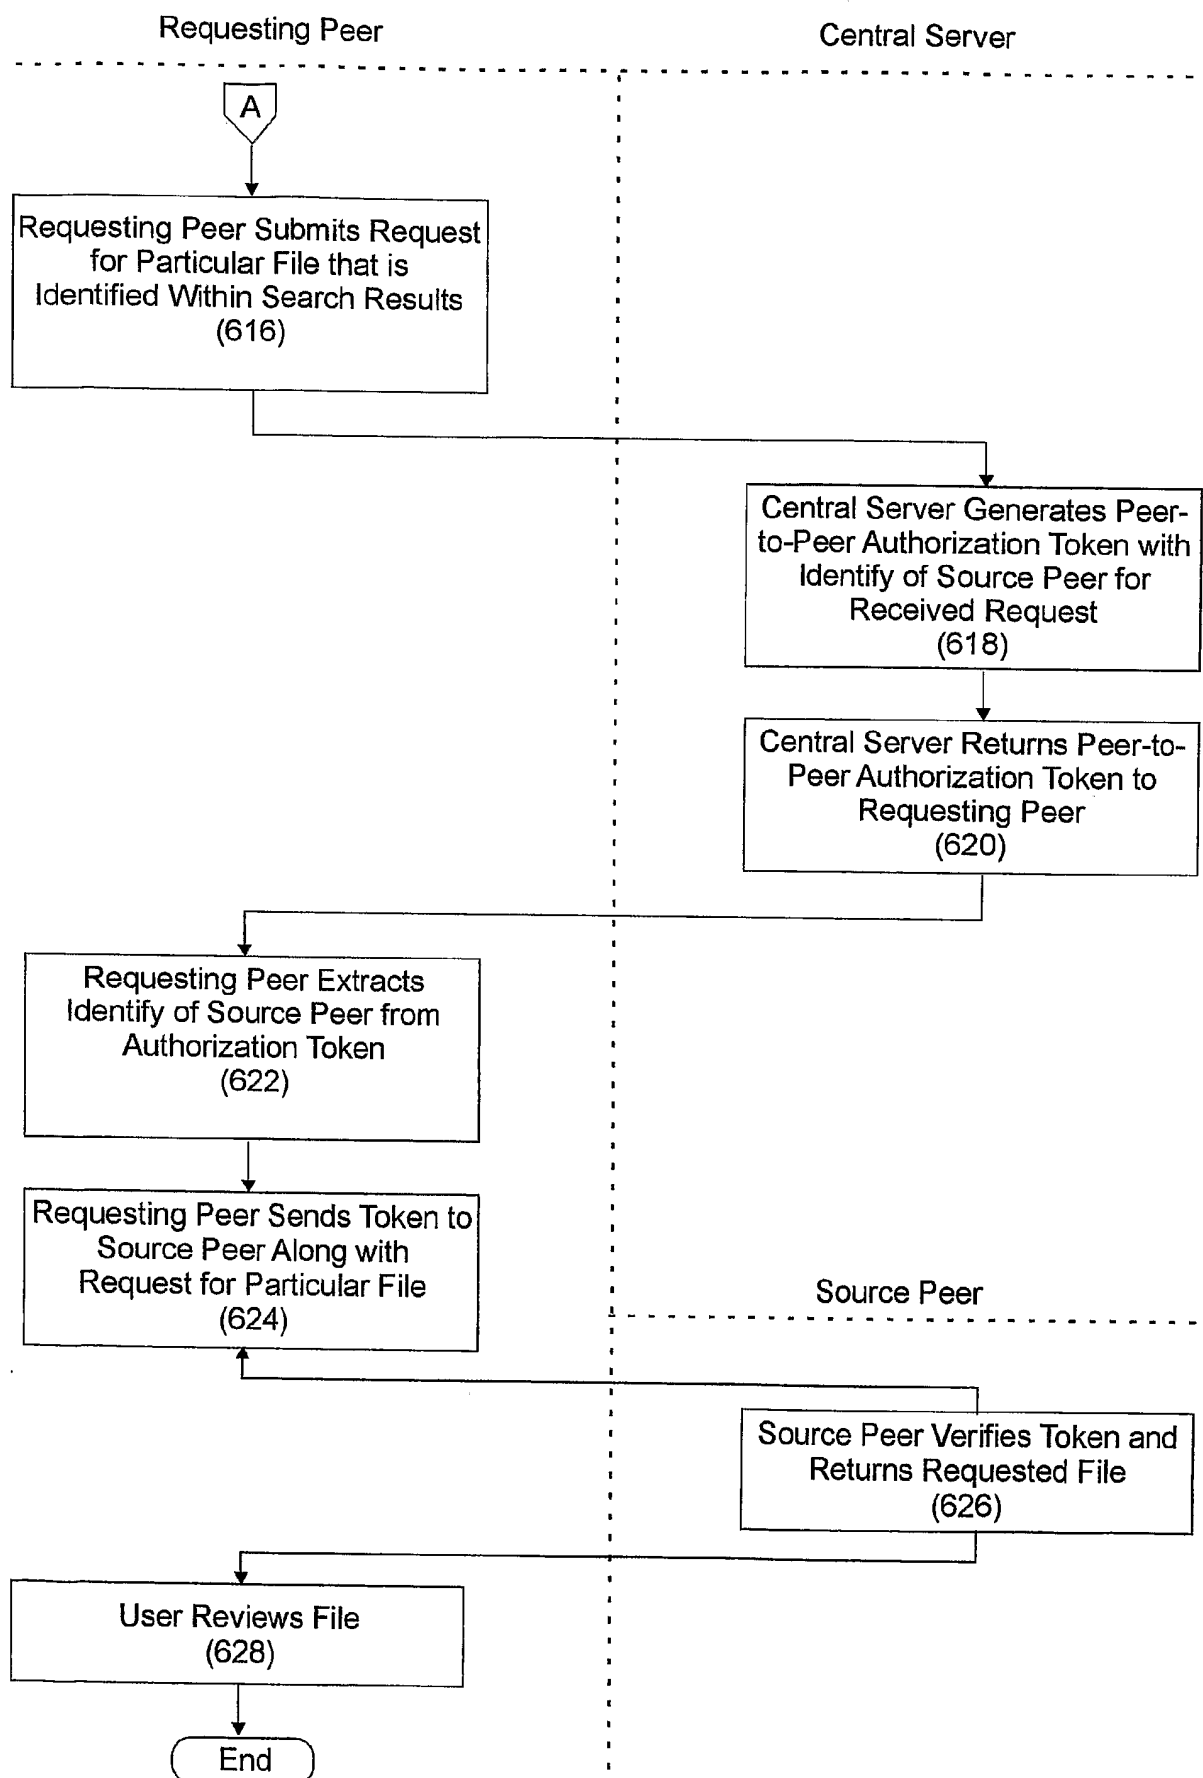 Requesting Peer
Central Server
A
Requesting Peer Submits Request
for Particular File that is
Identified Within Search Results
(616)
Central Server Generates Peer-
to-Peer Authorization Token with
Identify of Source Peer for
Received Request
(618)
Central Server Returns Peer-to-
Peer Authorization Token to
Requesting Peer
(620)
Requesting Peer Extracts
Identify of Source Peer from
Authorization Token
(622)
Requesting Peer Sends Token to
Source Peer Along with
Request for Particular File
(624)
Source Peer
Source Peer Verifies Token and
Returns Requested File
(626)
User Reviews File
(628)
End